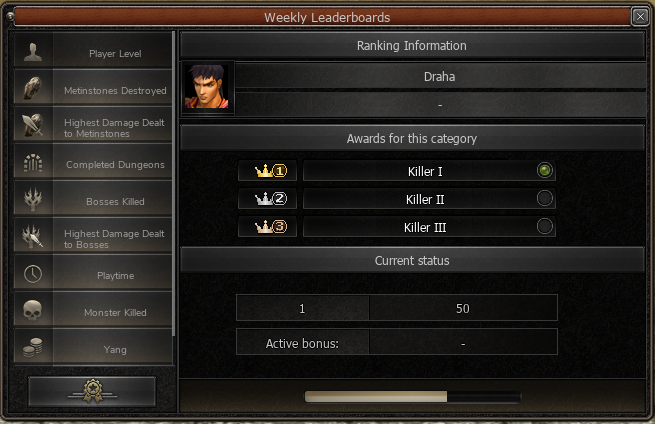 Weekly Leaderboards
Player Level
Metinstones Destroyed
Highest Damage Dealt
to Metinstones
Completed Dungeons
Bosses Killed
Highest Damage Dealt
to Bosses
Playtime
Monster Killed
Yang
Ranking Information
Draha
-
Awards for this category
1 Killer I
2 Killer II
3 Killer III
Current status
1 50
Active bonus: -